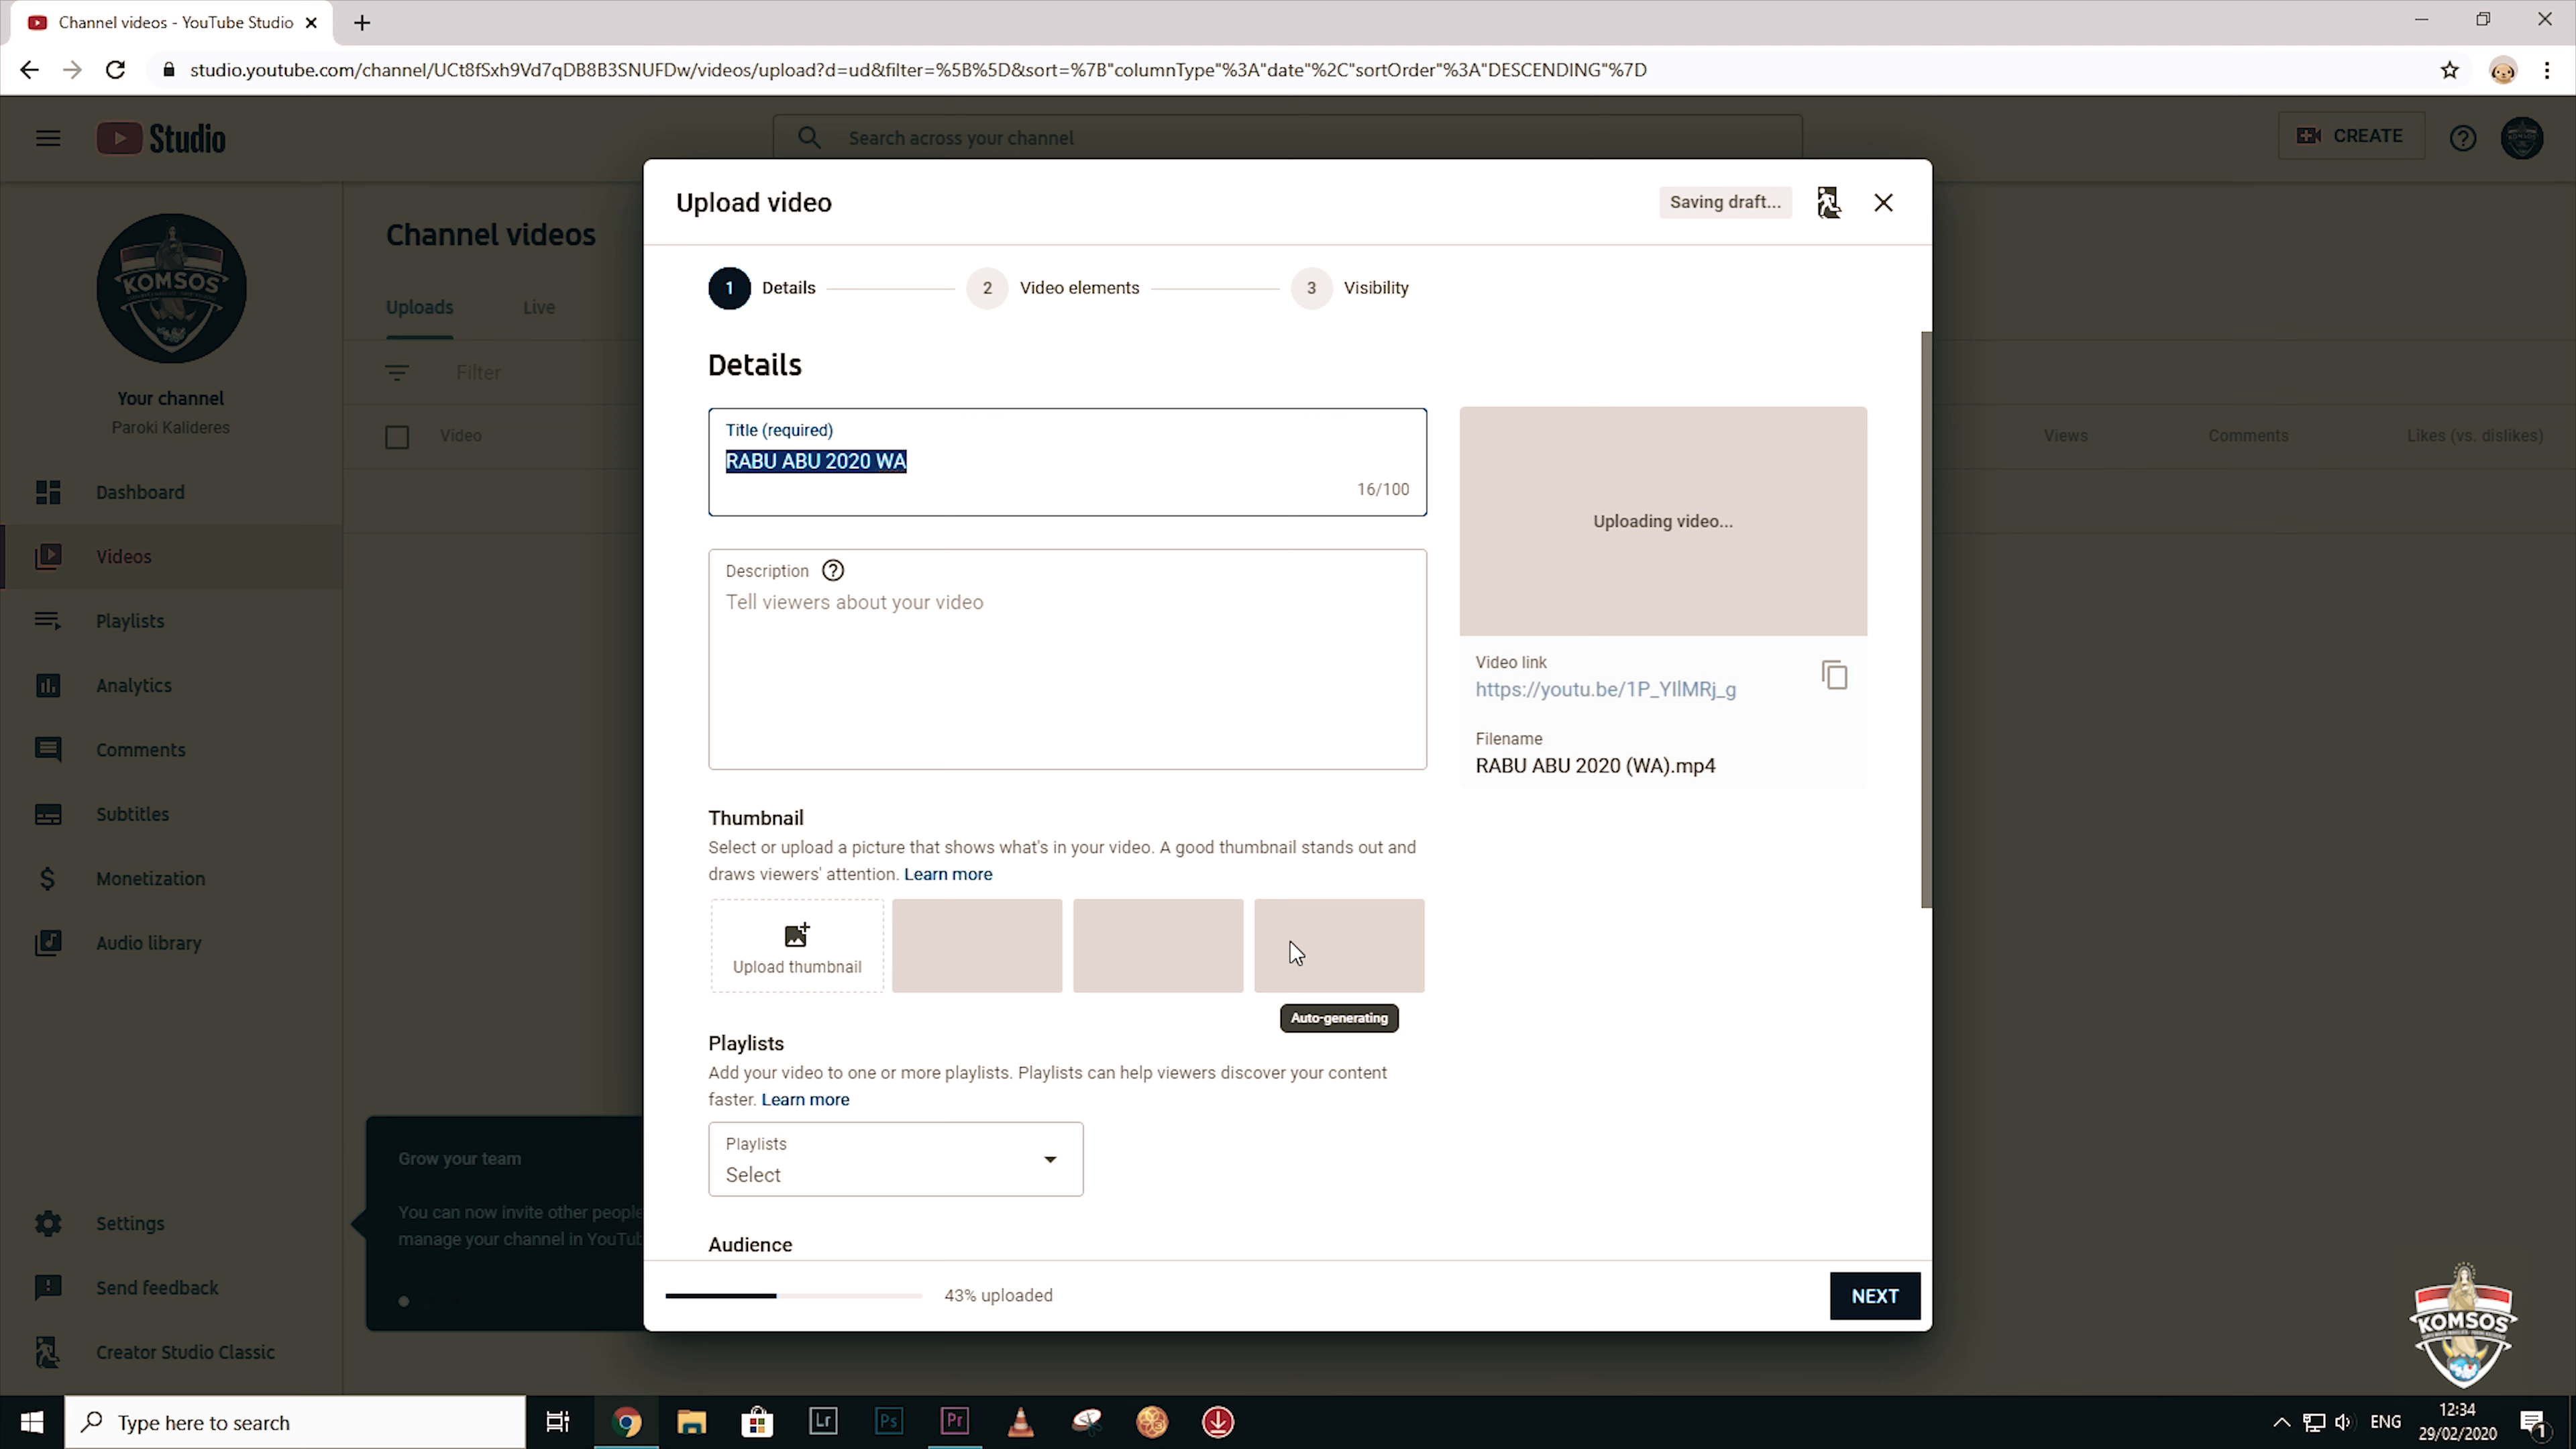 Channel videos - YouTube Studio
studio.youtube.com/channel/UCt8fSxh9Vd7qDB8B3SNUFDw/videos/upload?d=ud&filter=%5B%5D&sort=%7B"columnType"%3A"date"%2C"sortOrder"%3A"DESCENDING"%7D
Studio
Search across your channel
CREATE
Upload video
Saving draft...
KOMSOS
Your channel
Paroki Kalideres
Dashboard
Videos
Playlists
Analytics
Comments
Subtitles
Monetization
Audio library
Settings
Send feedback
Creator Studio Classic
Channel videos
Uploads
Live
Filter
Video
Views
Comments
Likes (vs. dislikes)
Grow your team
You can now invite other people
manage your channel in
1
Details
2
Video elements
3
Visibility
Details
Title (required)
RABU ABU 2020 WA
16/100
Description
Tell viewers about your video
Uploading video...
Video link
https://youtu.be/1P_YIlMRj_g
Filename
RABU ABU 2020 (WA).mp4
Thumbnail
Select or upload a picture that shows what's in your video. A good thumbnail stands out and
draws viewers' attention. Learn more
Upload thumbnail
Auto-generating
Playlists
Add your video to one or more playlists. Playlists can help viewers discover your content
faster. Learn more
Playlists
Select
Audience
43% uploaded
NEXT
KOMSOS
Type here to search
Lr
Ps
Pr
ENG
12:34
29/02/2020
1